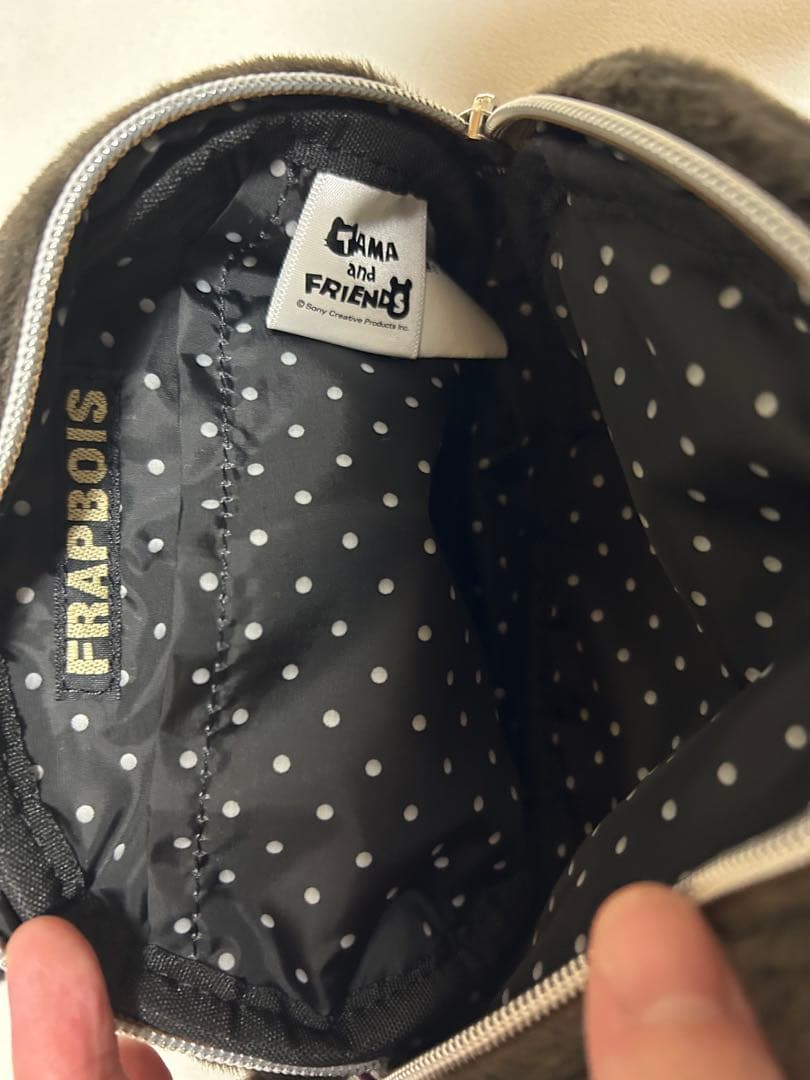 TAMA
and
FRIENDS
© Sony Creative Products Inc.
FRAPBOIS